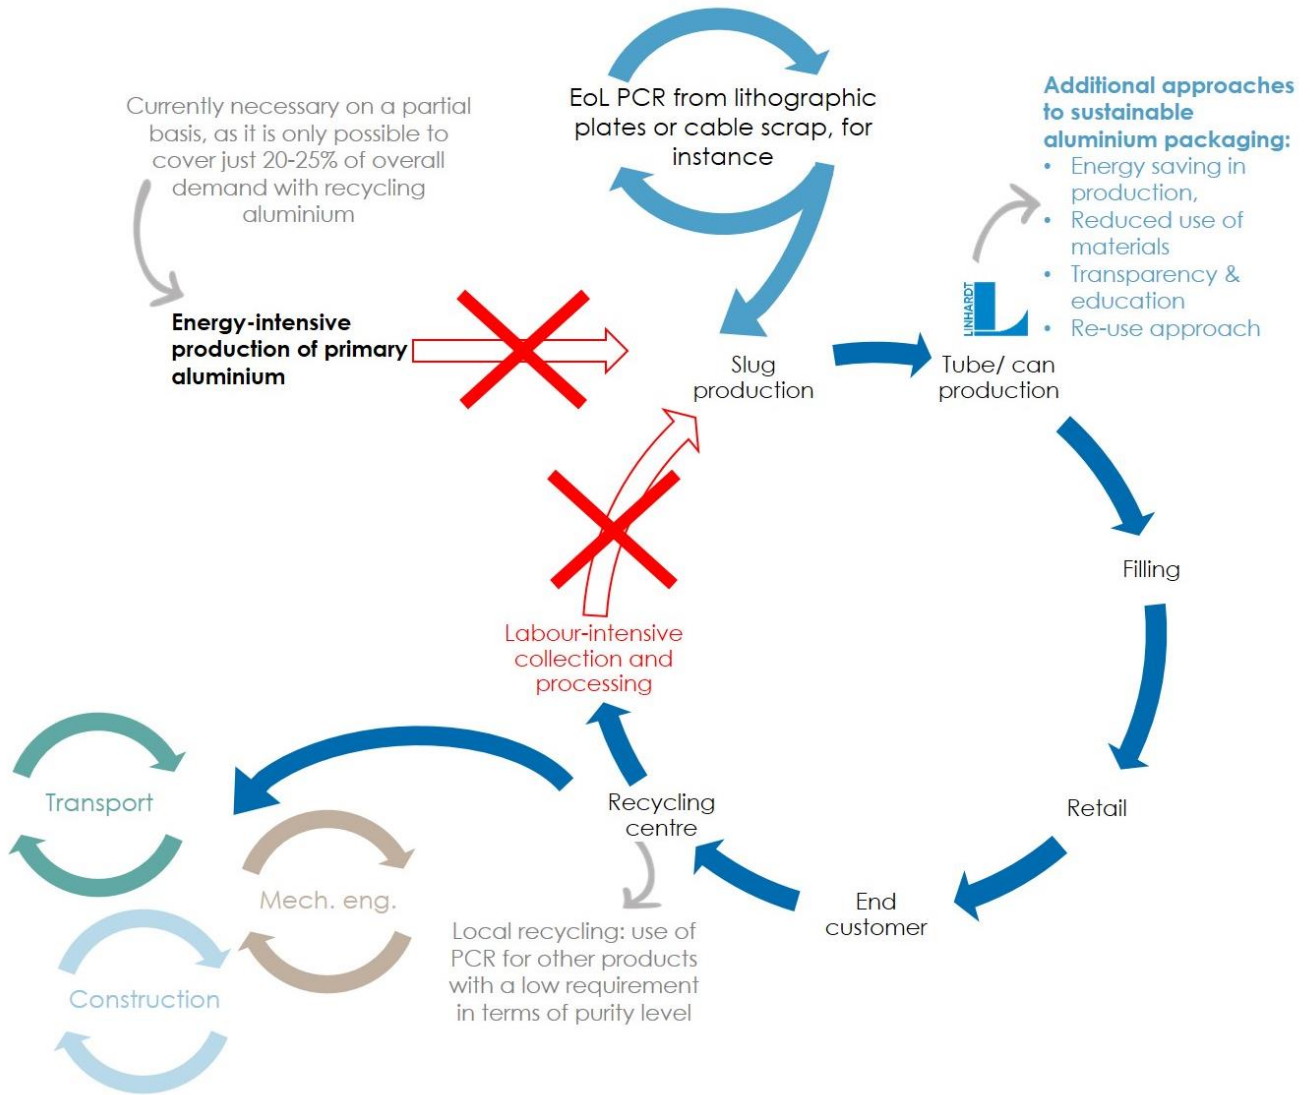 EoL PCR from lithographic
plates or cable scrap, for
instance
Currently necessary on a partial
basis, as it is only possible to
cover just 20-25% of overall
demand with recycling
aluminium
Additional approaches
to sustainable
aluminium packaging:
• Energy saving in
production,
• Reduced use of
materials
• Transparency &
education
• Re-use approach
LINHARDT
Energy-intensive
production of primary
aluminium
Slug
production
Tube/ can
production
Filling
Labour-intensive
collection and
processing
Transport
Recycling
centre
Retail
Mech. eng.
End
customer
Local recycling: use of
PCR for other products
with a low requirement
in terms of purity level
Construction